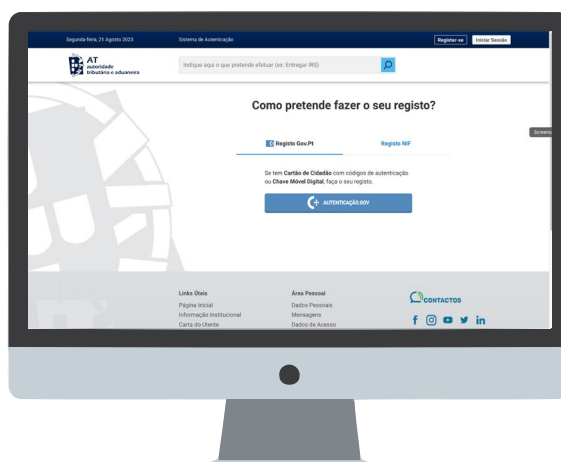 Segunda-feira, 21 Agosto 2023
Sistema de Autenticação
Registar-se
Iniciar Sessão
AT
autoridade
tributária e aduaneira
Indique aqui o que pretende efetuar (ex: Entregar IRS)
Como pretende fazer o seu registo?
Registo Gov.Pt
Registo NIF
Screens
Se tem Cartão de Cidadão com códigos de autenticação
ou Chave Móvel Digital, faça o seu registo.
AUTENTICAÇÃO.GOV
Links Úteis
Página Inicial
Informação Institucional
Carta do Utente
Área Pessoal
Dados Pessoais
Mensagens
Dados de Acesso
CONTACTOS